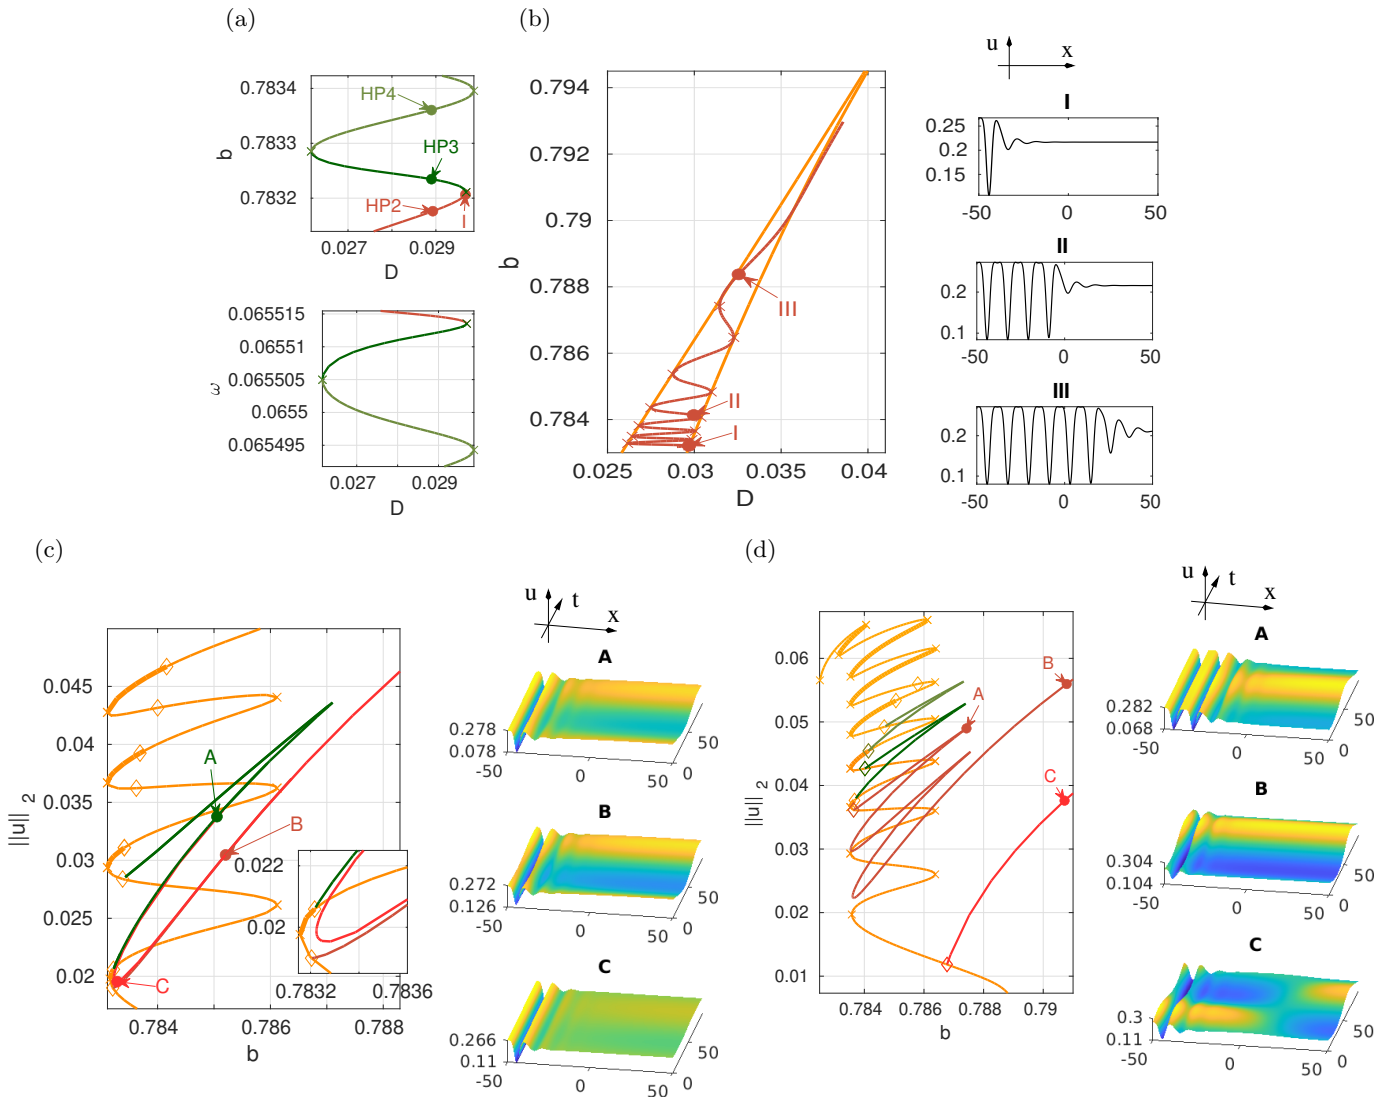 (a)
0.7834
0.7833
0.7832
b
HP4
HP3
HP2
I
0.027
0.029
D
0.065515
0.06551
0.065505
0.0655
0.065495
ω
0.027
0.029
D
(b)
0.794
0.792
0.79
0.788
0.786
0.784
b
III
II
I
0.025
0.03
0.035
0.04
D
u
x
I
0.25
0.2
0.15
-50
0
50
II
0.2
0.1
-50
0
50
III
0.2
0.1
-50
0
50
(c)
0.045
0.04
0.035
0.03
0.025
0.02
||u||2
A
B
C
0.022
0.02
0.7832
0.7836
0.784
0.786
0.788
b
u
t
x
A
0.278
0.078
-50
0
50
0
50
B
0.272
0.126
-50
0
50
0
50
C
0.266
0.11
-50
0
50
0
50
(d)
0.06
0.05
0.04
0.03
0.02
0.01
||u||2
A
B
C
0.784
0.786
0.788
0.79
b
u
t
x
A
0.282
0.068
-50
0
50
0
50
B
0.304
0.104
-50
0
50
0
50
C
0.3
0.11
-50
0
50
0
50